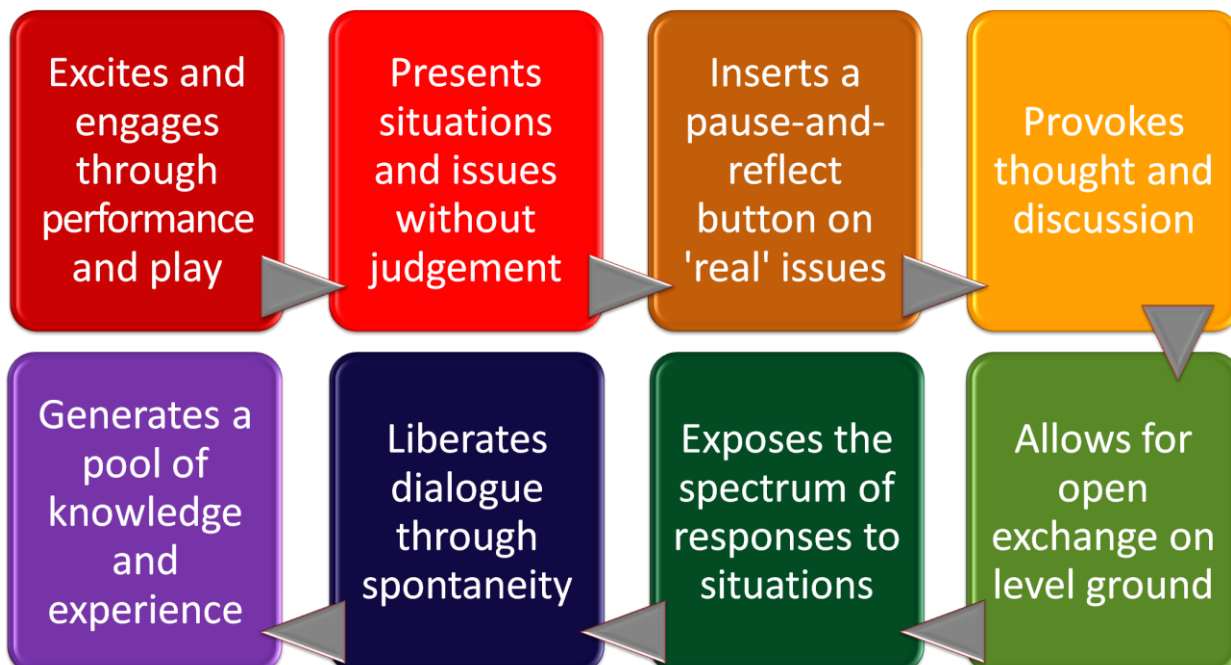 Excites and
engages
through
performance
and play
Presents
situations
and issues
without
judgement
Inserts a
pause-and-
reflect
button on
'real' issues
Provokes
thought and
discussion
Allows for
open
exchange on
level ground
Exposes the
spectrum of
responses to
situations
Liberates
dialogue
through
spontaneity
Generates a
pool of
knowledge
and
experience